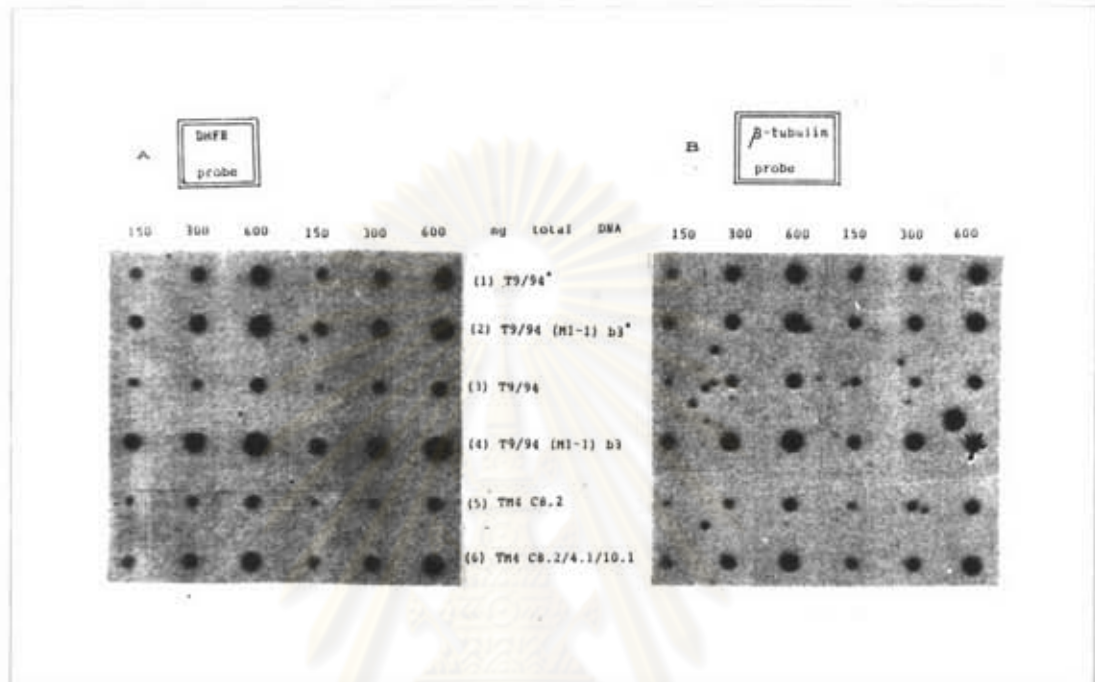 A
DHFR
probe
B
β-tubulin
probe
150 300 600 150 300 600 ng total DNA 150 300 600 150 300 600
(1) T9/94*
(2) T9/94 (M1-1) b3*
(3) T9/94
(4) T9/94 (M1-1) b3
(5) TM4 C8.2
(6) TM4 C8.2/4.1/10.1